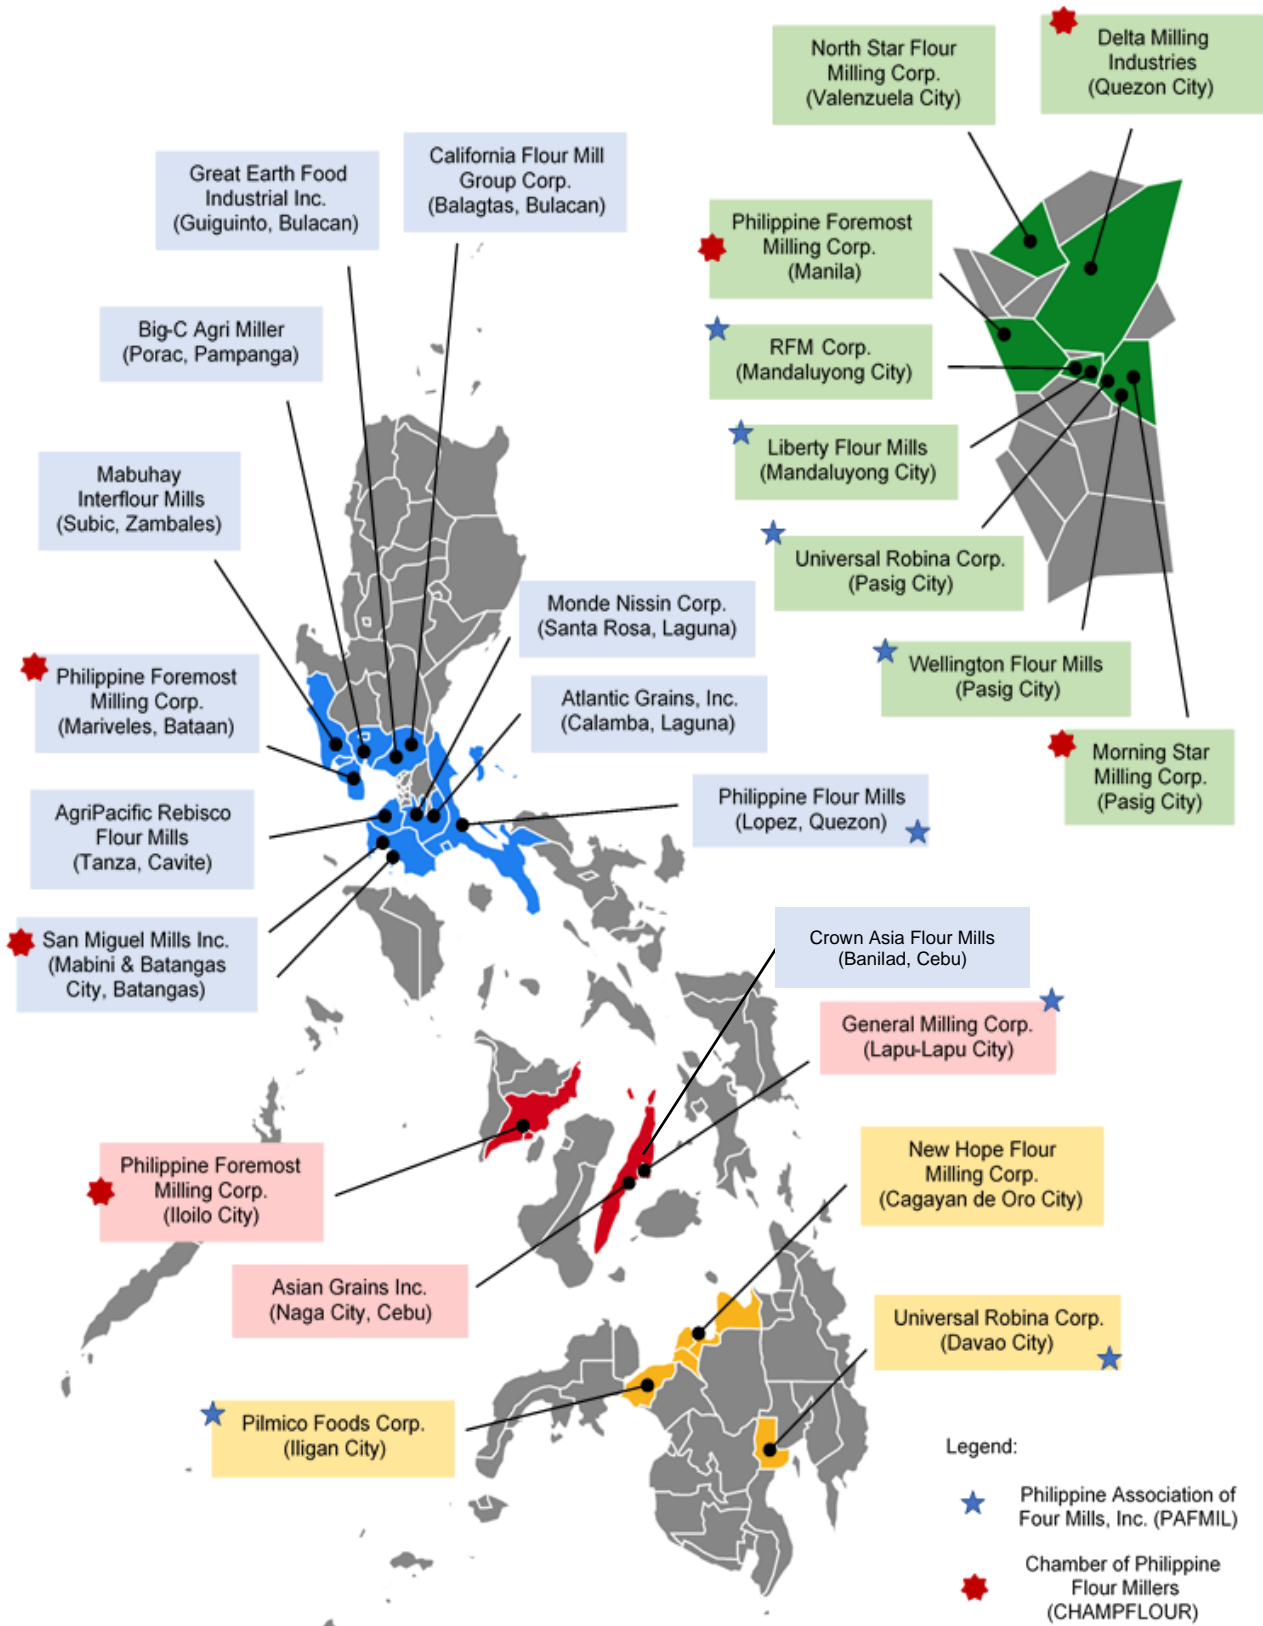 North Star Flour
Milling Corp.
(Valenzuela City)
Delta Milling
Industries
(Quezon City)
Great Earth Food
Industrial Inc.
(Guiguinto, Bulacan)
California Flour Mill
Group Corp.
(Balagtas, Bulacan)
Philippine Foremost
Milling Corp.
(Manila)
Big-C Agri Miller
(Porac, Pampanga)
RFM Corp.
(Mandaluyong City)
Liberty Flour Mills
(Mandaluyong City)
Mabuhay
Interflour Mills
(Subic, Zambales)
Universal Robina Corp.
(Pasig City)
Monde Nissin Corp.
(Santa Rosa, Laguna)
Wellington Flour Mills
(Pasig City)
Philippine Foremost
Milling Corp.
(Mariveles, Bataan)
Atlantic Grains, Inc.
(Calamba, Laguna)
Morning Star
Milling Corp.
(Pasig City)
AgriPacific Rebisco
Flour Mills
(Tanza, Cavite)
Philippine Flour Mills
(Lopez, Quezon)
San Miguel Mills Inc.
(Mabini & Batangas
City, Batangas)
Crown Asia Flour Mills
(Banilad, Cebu)
General Milling Corp.
(Lapu-Lapu City)
Philippine Foremost
Milling Corp.
(Iloilo City)
New Hope Flour
Milling Corp.
(Cagayan de Oro City)
Asian Grains Inc.
(Naga City, Cebu)
Universal Robina Corp.
(Davao City)
Pilmico Foods Corp.
(Iligan City)
Legend:
Philippine Association of
Four Mills, Inc. (PAFMIL)
Chamber of Philippine
Flour Millers
(CHAMPFLOUR)